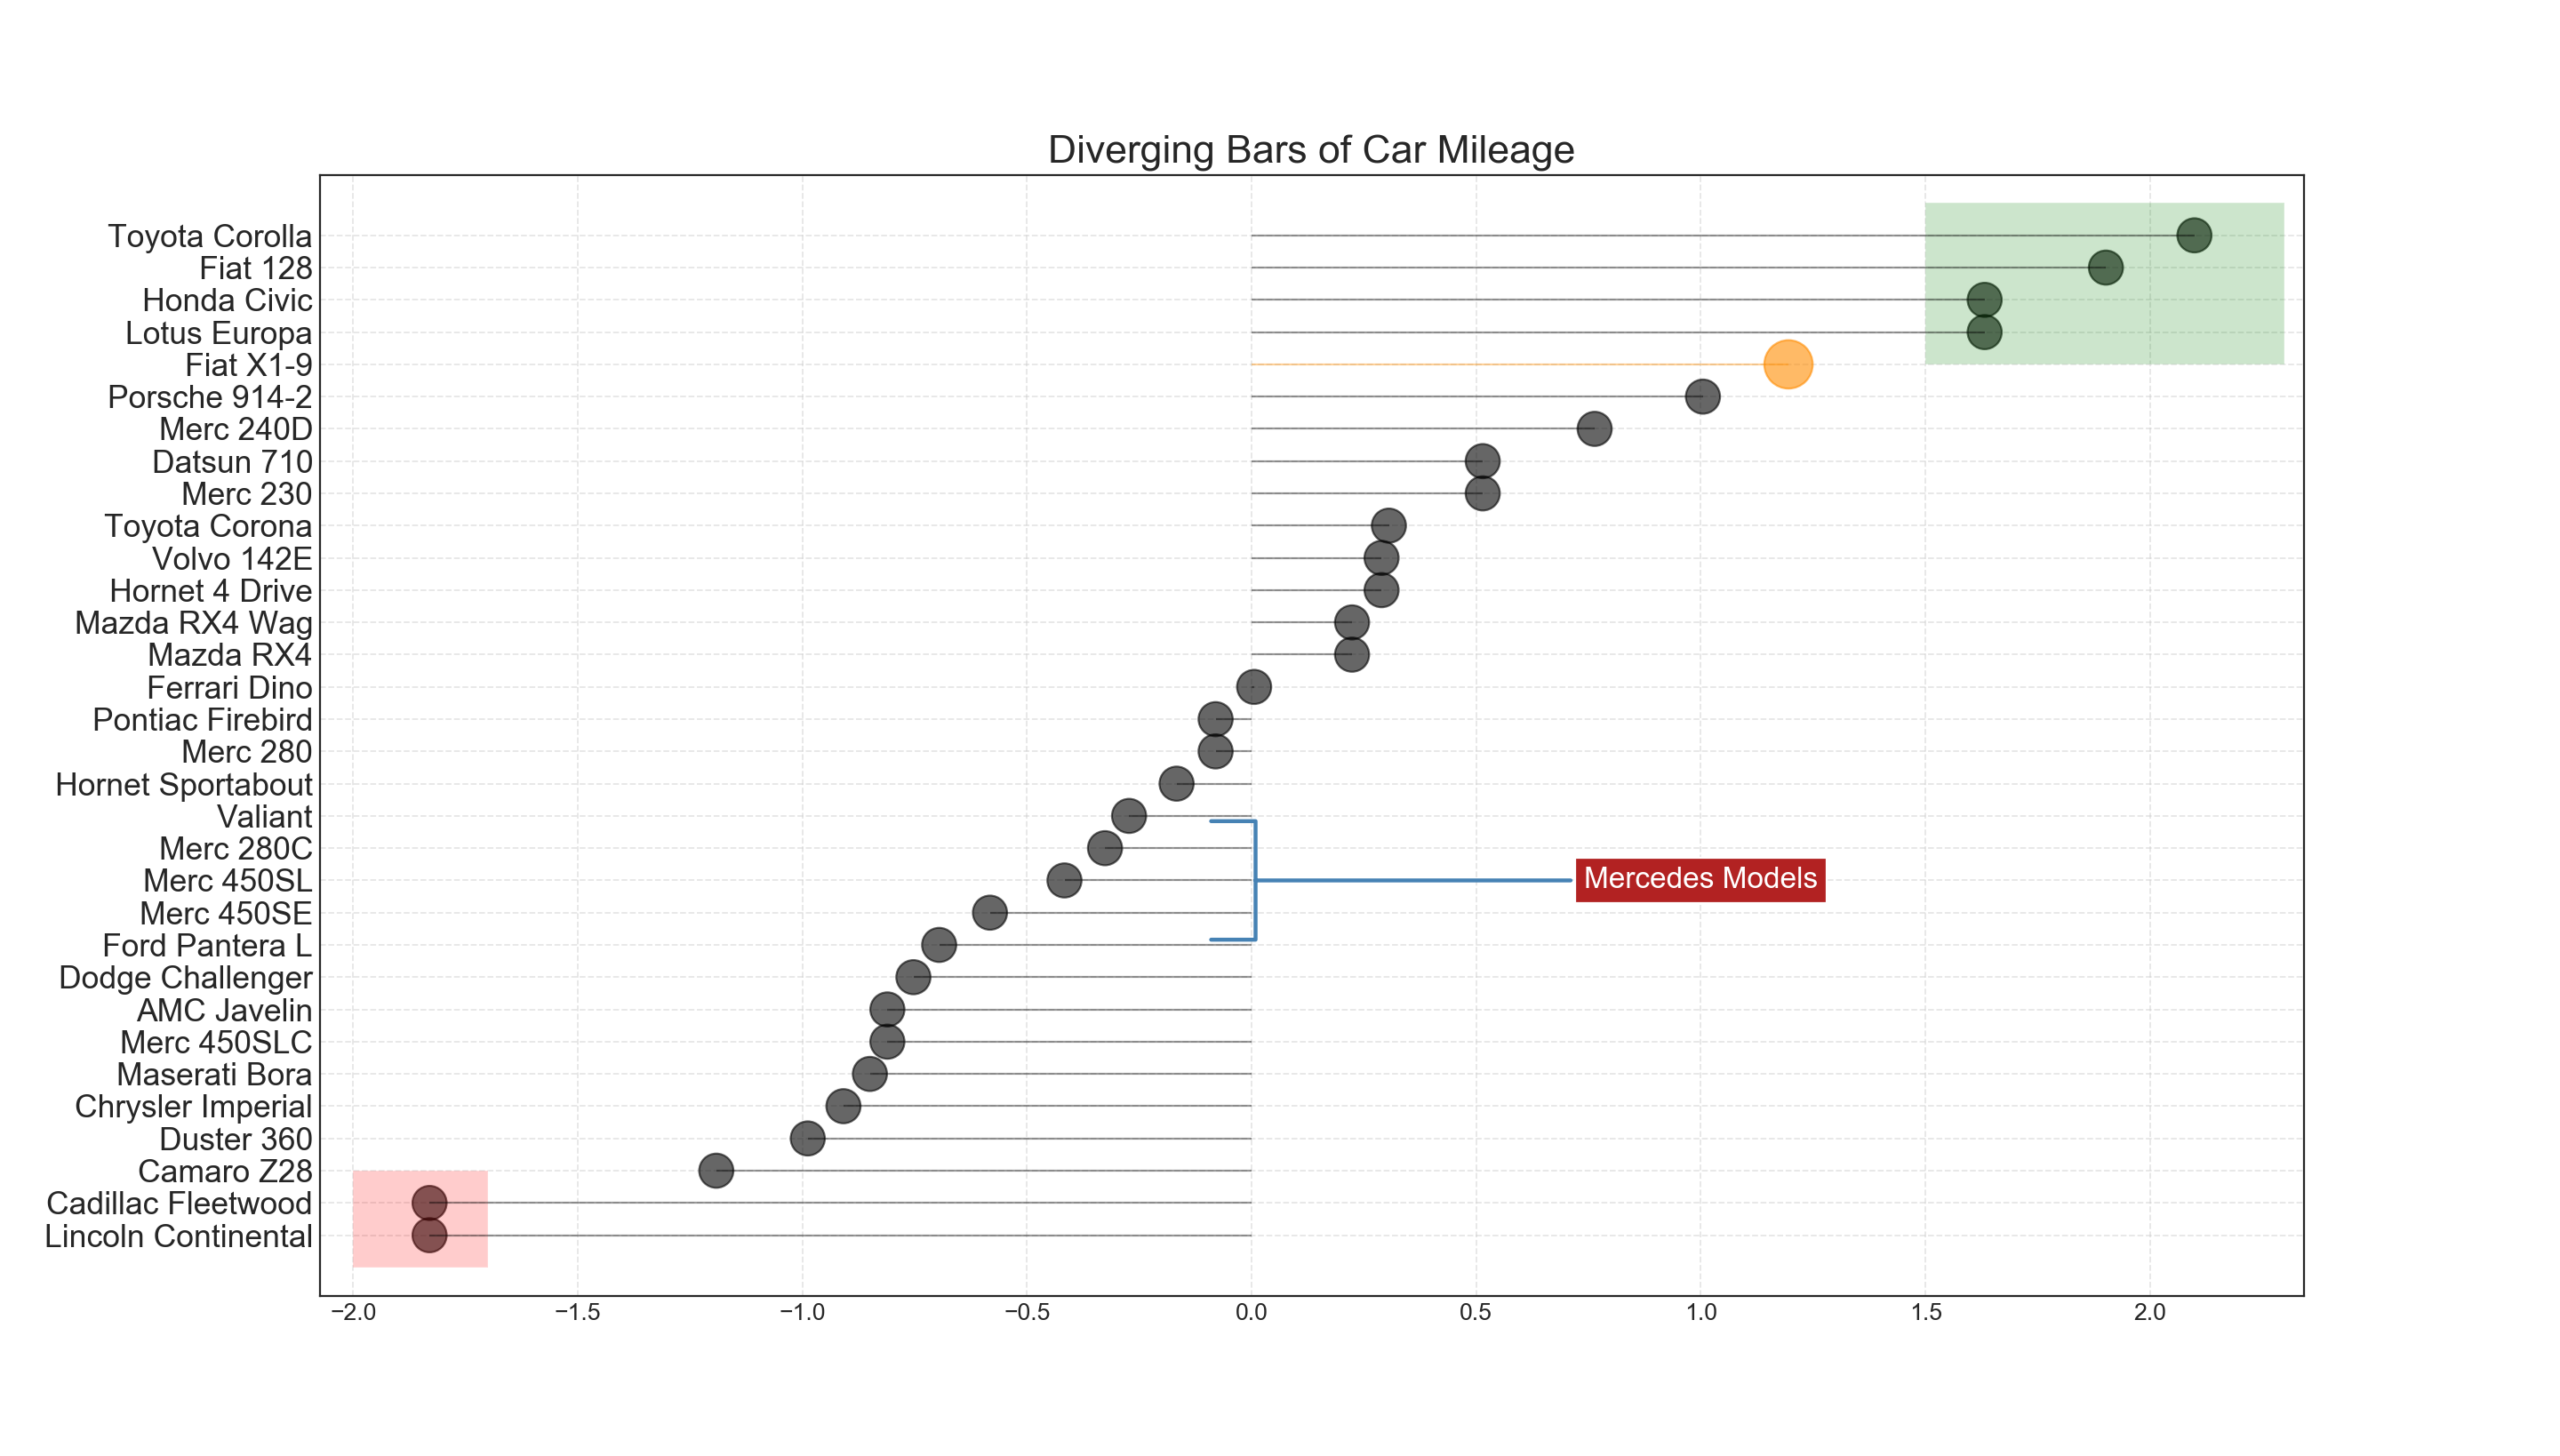 Diverging Bars of Car Mileage
Toyota Corolla
Fiat 128
Honda Civic
Lotus Europa
Fiat X1-9
Porsche 914-2
Merc 240D
Datsun 710
Merc 230
Toyota Corona
Volvo 142E
Hornet 4 Drive
Mazda RX4 Wag
Mazda RX4
Ferrari Dino
Pontiac Firebird
Merc 280
Hornet Sportabout
Valiant
Merc 280C
Merc 450SL
Mercedes Models
Merc 450SE
Ford Pantera L
Dodge Challenger
AMC Javelin
Merc 450SLC
Maserati Bora
Chrysler Imperial
Duster 360
Camaro Z28
Cadillac Fleetwood
Lincoln Continental
−2.0 −1.5 −1.0 −0.5 0.0 0.5 1.0 1.5 2.0